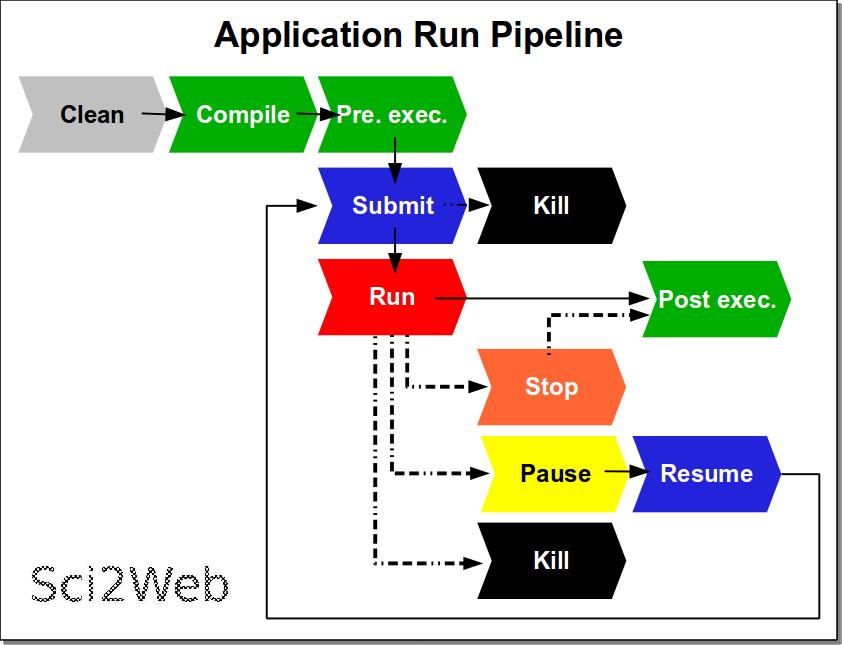 Application Run Pipeline
Clean
Compile
Pre. exec.
Submit
Kill
Run
Post exec.
Stop
Pause
Resume
Kill
Sci2Web